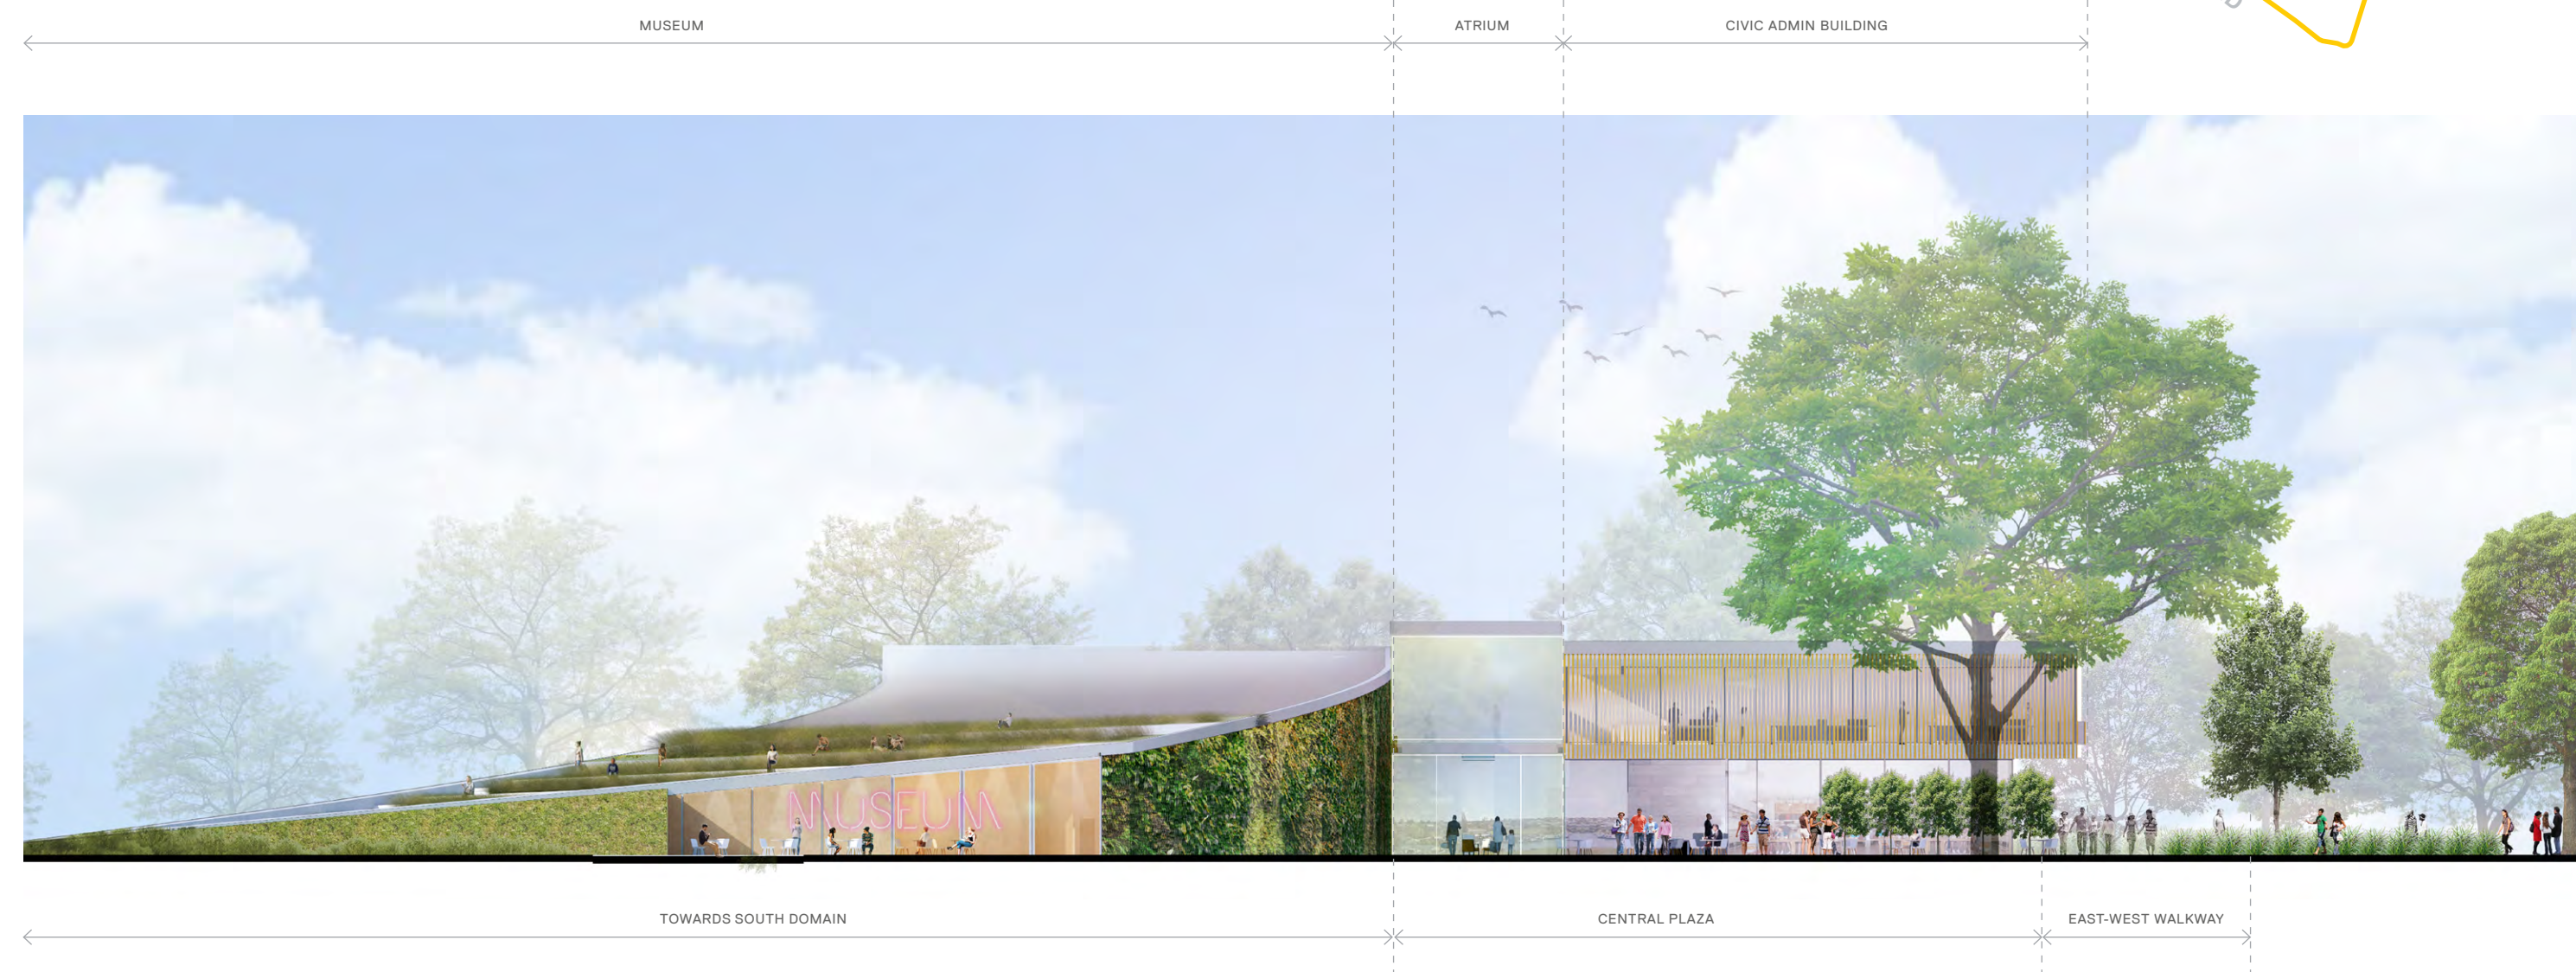 MUSEUM
ATRIUM
CIVIC ADMIN BUILDING
MUSEUM
TOWARDS SOUTH DOMAIN
CENTRAL PLAZA
EAST-WEST WALKWAY